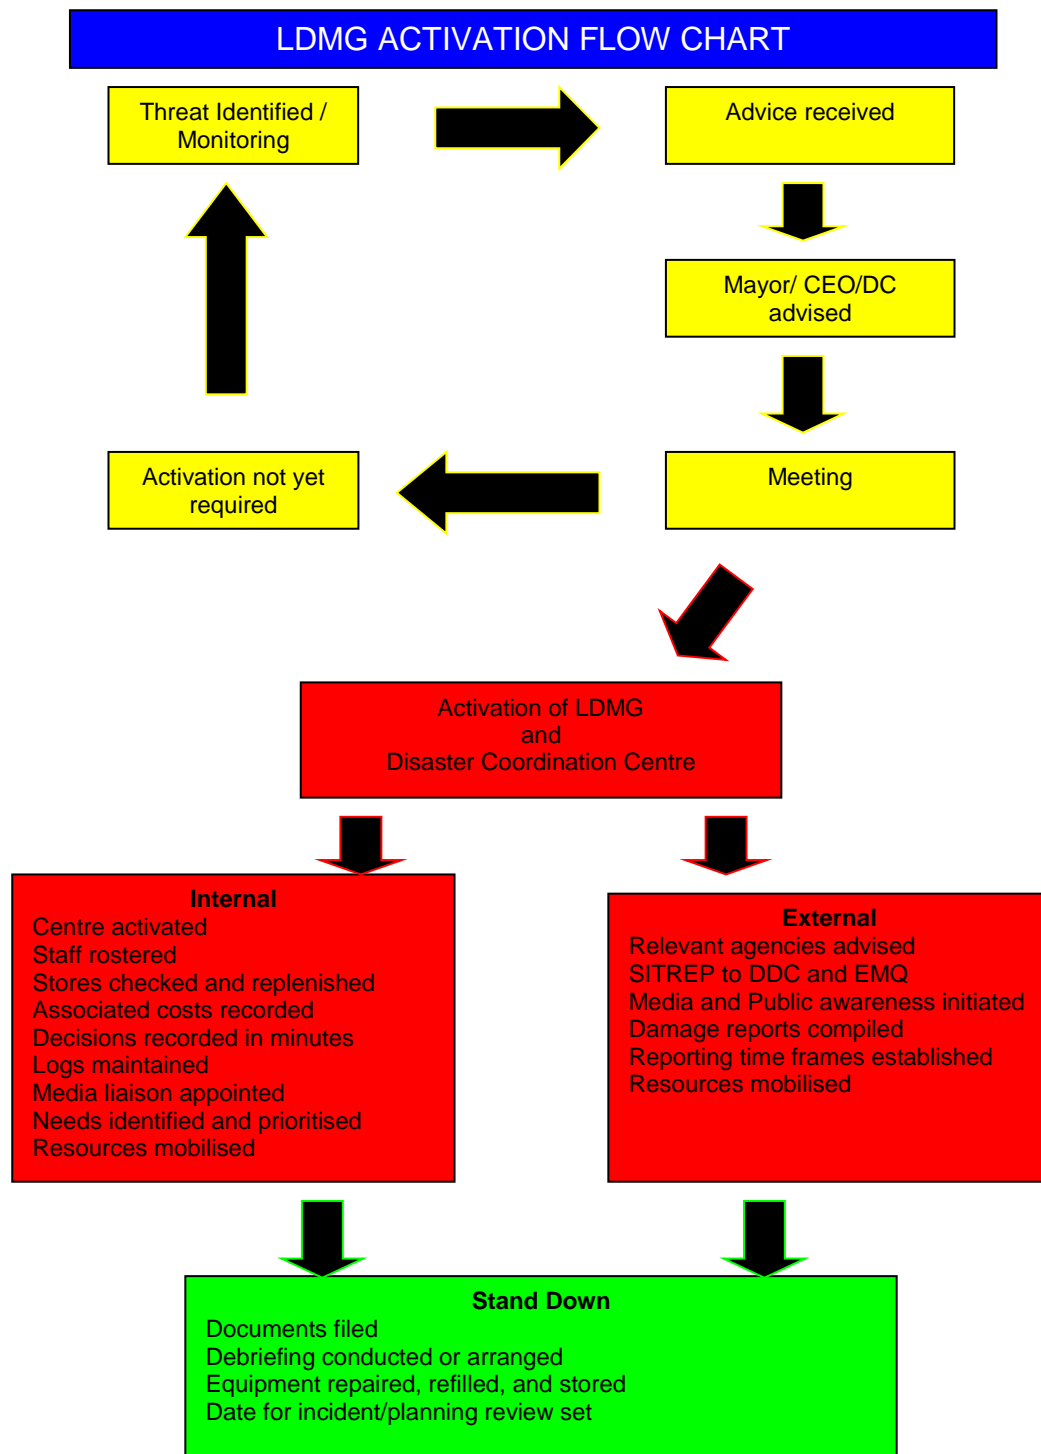 LDMG ACTIVATION FLOW CHART
Threat Identified /
Monitoring
Advice received
Mayor/ CEO/DC
advised
Activation not yet
required
Meeting
Activation of LDMG
and
Disaster Coordination Centre
Internal
Centre activated
Staff rostered
Stores checked and replenished
Associated costs recorded
Decisions recorded in minutes
Logs maintained
Media liaison appointed
Needs identified and prioritised
Resources mobilised
External
Relevant agencies advised
SITREP to DDC and EMQ
Media and Public awareness initiated
Damage reports compiled
Reporting time frames established
Resources mobilised
Stand Down
Documents filed
Debriefing conducted or arranged
Equipment repaired, refilled, and stored
Date for incident/planning review set